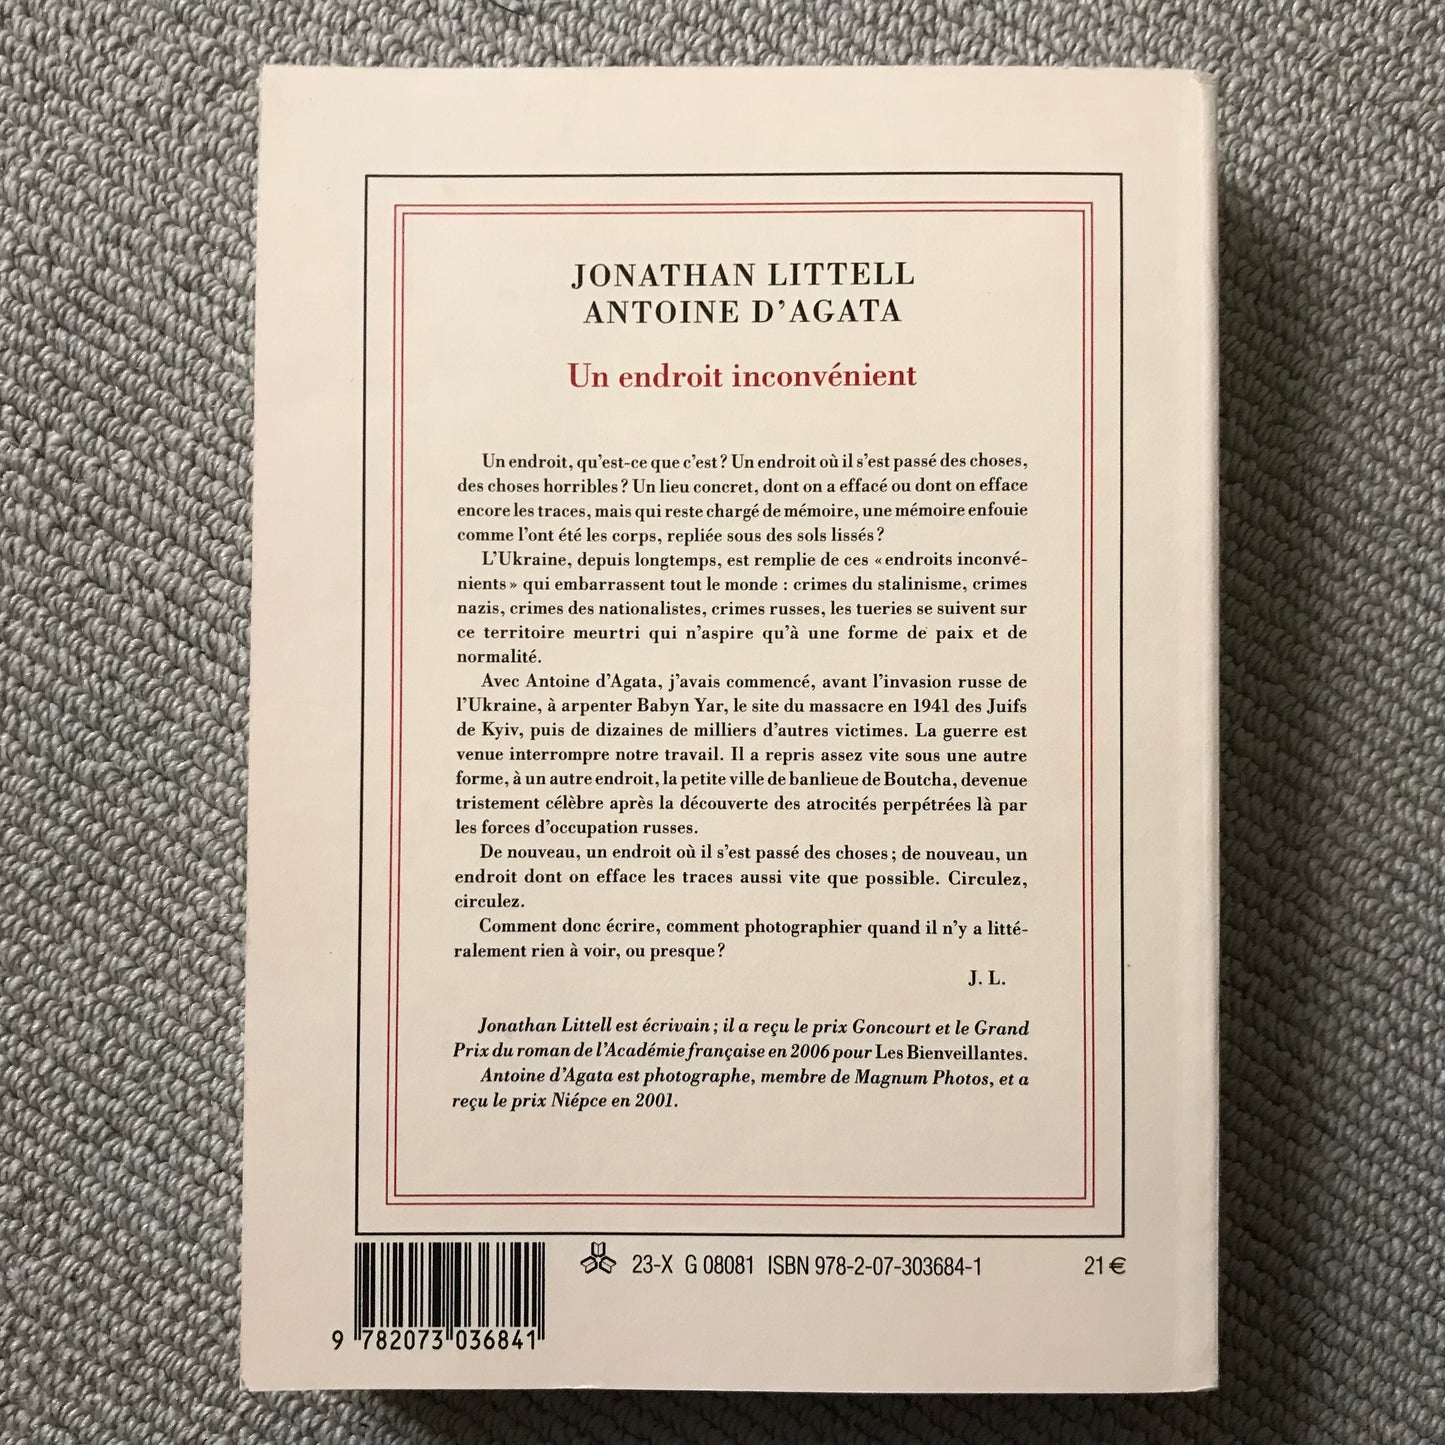 JONATHAN LITTELL
ANTOINE D’AGATA
Un endroit inconvénient
Un endroit, qu’est-ce que c’est ? Un endroit où il s’est passé des choses,
des choses horribles ? Un lieu concret, dont on a effacé ou dont on efface
encore les traces, mais qui reste chargé de mémoire, une mémoire enfouie
comme l’ont été les corps, repliée sous des sols lissés ?
L’Ukraine, depuis longtemps, est remplie de ces « endroits inconvé-
nients » qui embarrassent tout le monde : crimes du stalinisme, crimes
nazis, crimes des nationalistes, crimes russes, les tueries se suivent sur
ce territoire meurtri qui n’aspire qu’à une forme de paix et de
normalité.
Avec Antoine d’Agata, j’avais commencé, avant l’invasion russe de
l’Ukraine, à arpenter Babyn Yar, le site du massacre en 1941 des Juifs
de Kyiv, puis de dizaines de milliers d’autres victimes. La guerre est
venue interrompre notre travail. Il a repris assez vite sous une autre
forme, à un autre endroit, la petite ville de banlieue de Boutcha, devenue
tristement célèbre après la découverte des atrocités perpétrées là par
les forces d’occupation russes.
De nouveau, un endroit où il s’est passé des choses ; de nouveau, un
endroit dont on efface les traces aussi vite que possible. Circulez,
circulez.
Comment donc écrire, comment photographier quand il n’y a litté-
ralement rien à voir, ou presque ?
J. L.
Jonathan Littell est écrivain ; il a reçu le prix Goncourt et le Grand
Prix du roman de l’Académie française en 2006 pour Les Bienveillantes.
Antoine d’Agata est photographe, membre de Magnum Photos, et a
reçu le prix Niépce en 2001.
23-X G 08081 ISBN 978-2-07-303684-1 21 €
9 782073 036841